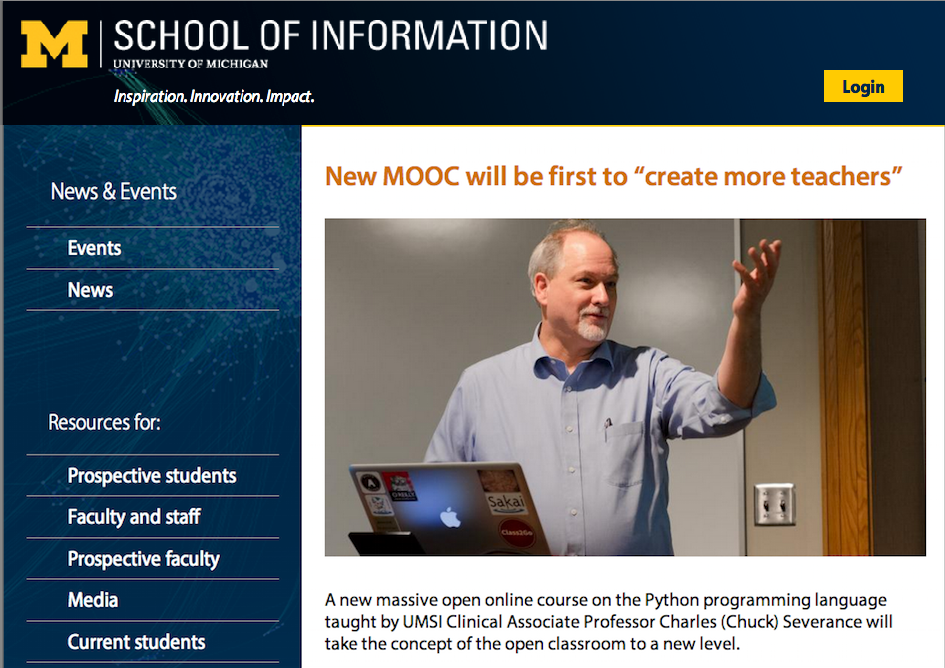 M SCHOOL OF INFORMATION
UNIVERSITY OF MICHIGAN
Inspiration. Innovation. Impact.
Login
News & Events
Events
News
Resources for:
Prospective students
Faculty and staff
Prospective faculty
Media
Current students
New MOOC will be first to “create more teachers”
O'REILLY
Sakai
Class2Go
A new massive open online course on the Python programming language
taught by UMSI Clinical Associate Professor Charles (Chuck) Severance will
take the concept of the open classroom to a new level.